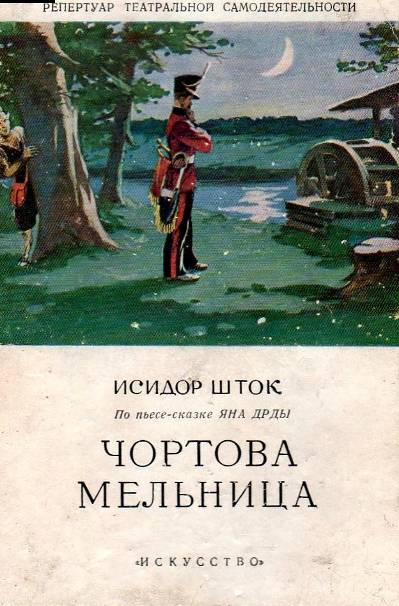 РЕПЕРТУАР ТЕАТРАЛЬНОЙ САМОДЕЯТЕЛЬНОСТИ
ИСИДОР ШТОК
По пьесе-сказке ЯНА ДРДЫ
ЧОРТОВА
МЕЛЬНИЦА
«ИСКУССТВО»